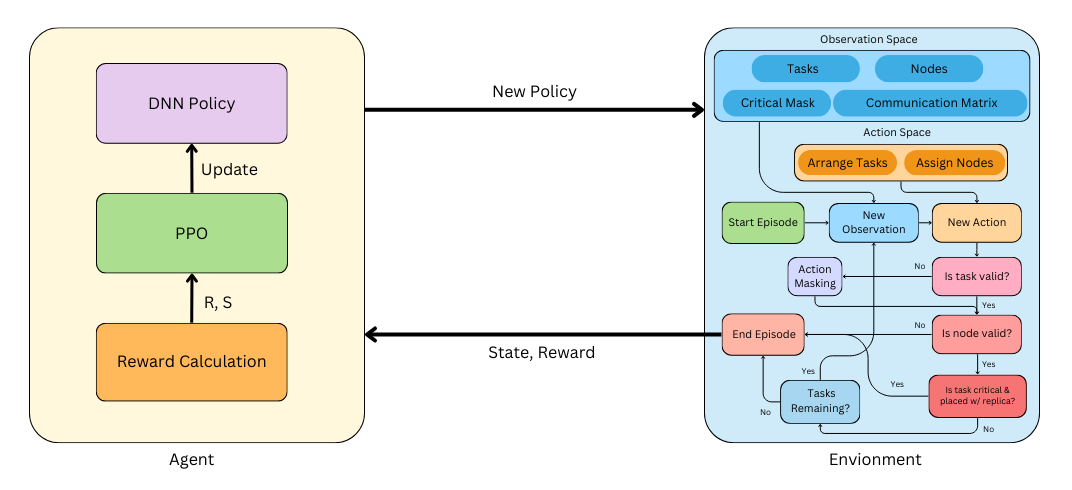 DNN Policy
Update
PPO
R, S
Reward Calculation
Agent
New Policy
State, Reward
Observation Space
Tasks
Nodes
Critical Mask
Communication Matrix
Action Space
Arrange Tasks
Assign Nodes
Start Episode
New
Observation
New Action
Action
Masking
No
Is task valid?
Yes
End Episode
No
Is node valid?
Yes
Yes
Tasks
Remaining?
No
Yes
Is task critical &
placed w/ replica?
No
Envionment